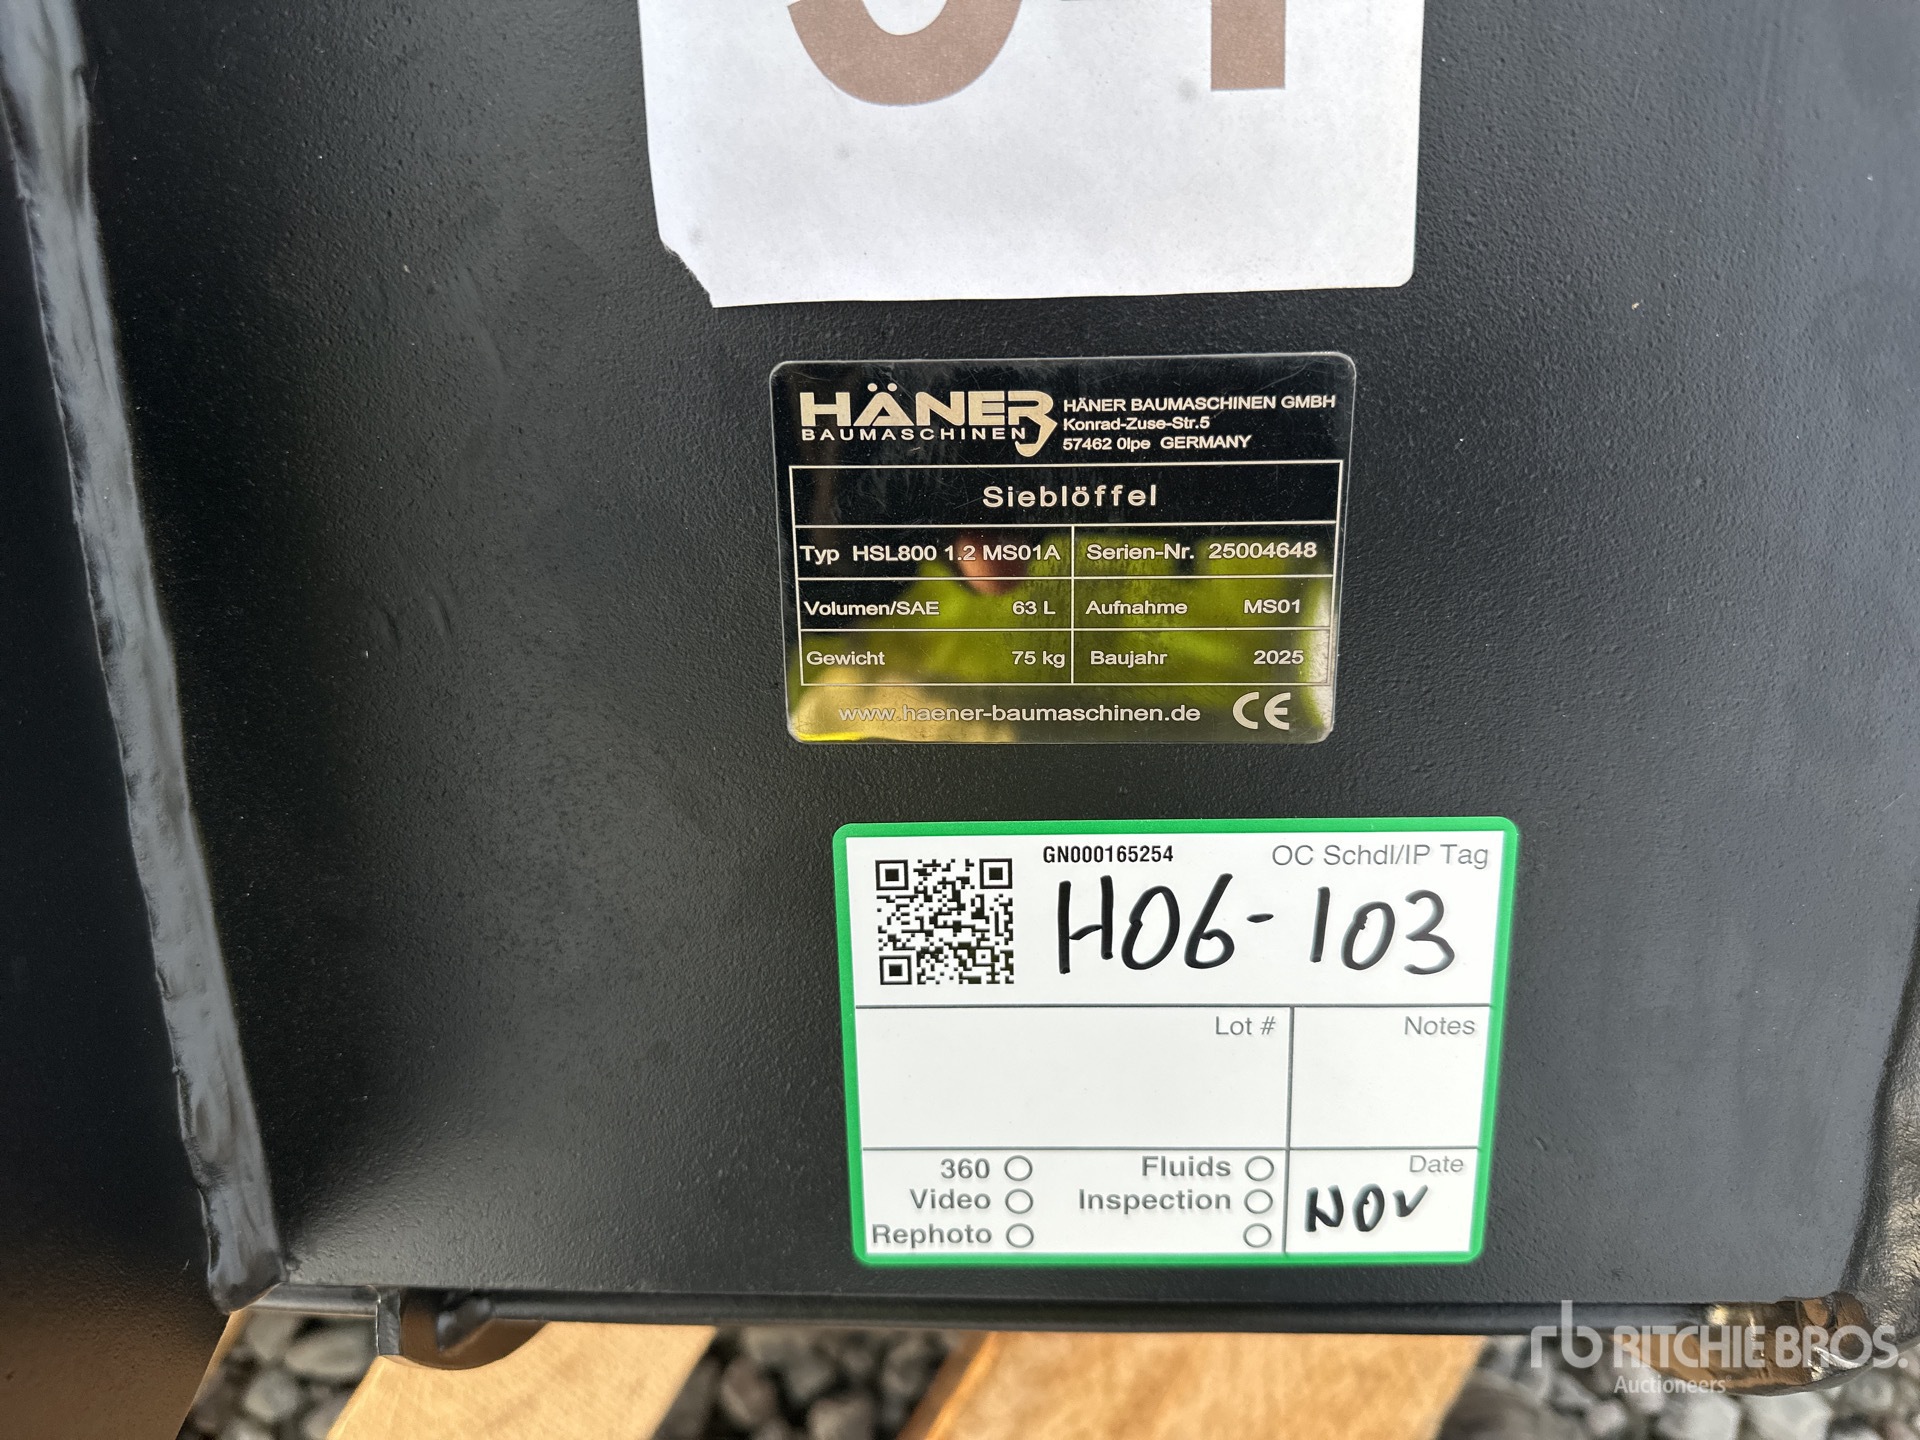 HÄNER
BAUMASCHINEN
HÄNER BAUMASCHINEN GMBH
Konrad-Zuse-Str.5
57462 Olpe GERMANY
Sieblöffel
Typ HSL800 1.2 MS01A Serien-Nr. 25004648
Volumen/SAE 63 L Aufnahme MS01
Gewicht 75 kg Baujahr 2025
www.haener-baumaschinen.de CE
GN000165254 OC Schdl/IP Tag
H06-103
Lot # Notes
360 Fluids Date
Video Inspection NOV
Rephoto
rb RITCHIE BROS.
Auctioneers